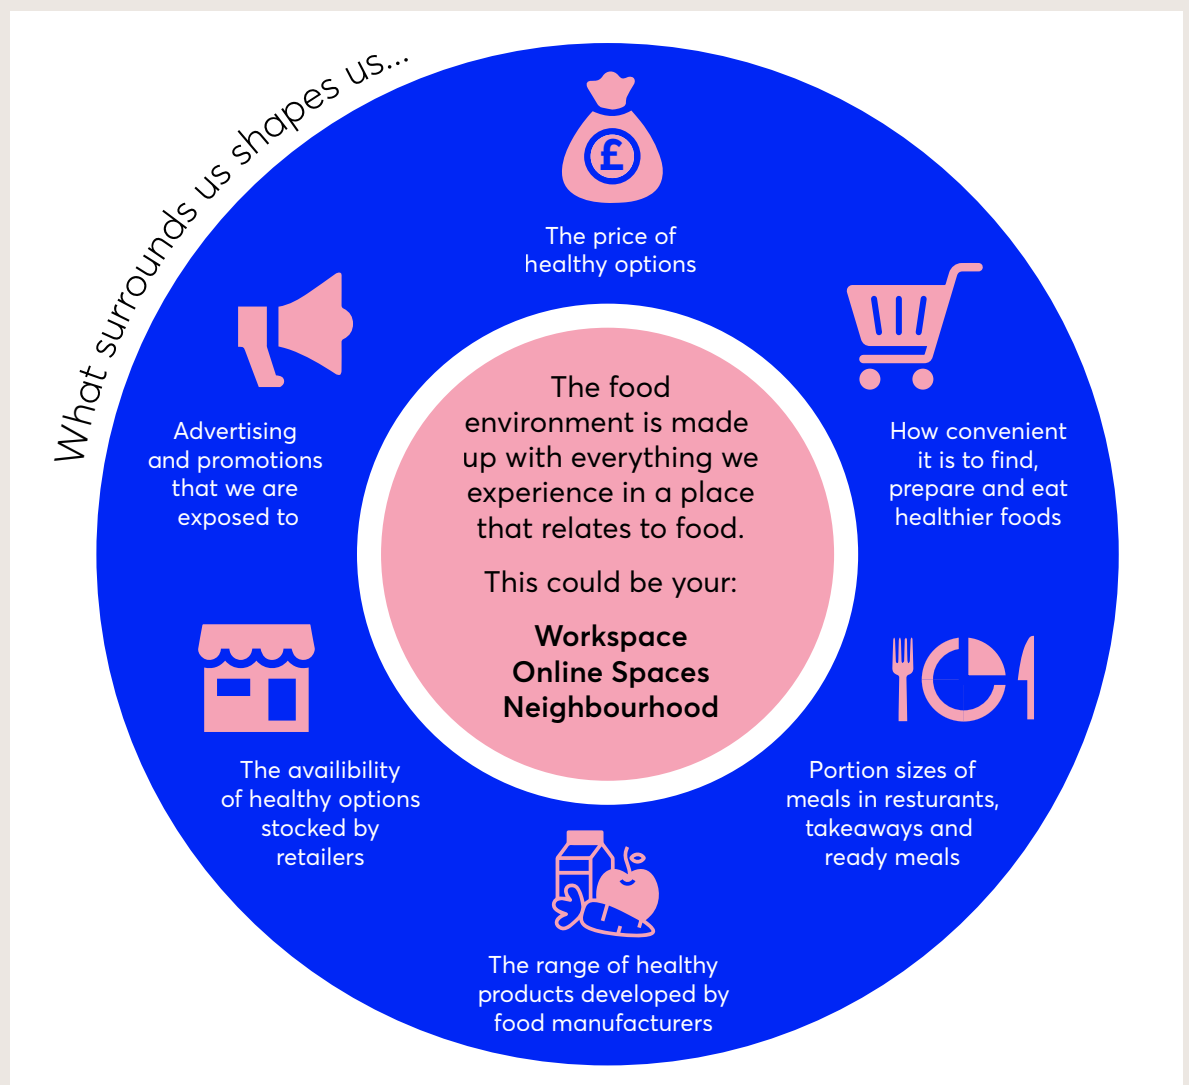 What surrounds us shapes us...
£
The price of
healthy options
How convenient
it is to find,
prepare and eat
healthier foods
Portion sizes of
meals in resturants,
takeaways and
ready meals
The range of healthy
products developed by
food manufacturers
The availibility
of healthy options
stocked by
retailers
Advertising
and promotions
that we are
exposed to
The food
environment is made
up with everything we
experience in a place
that relates to food.
This could be your:
Workspace
Online Spaces
Neighbourhood